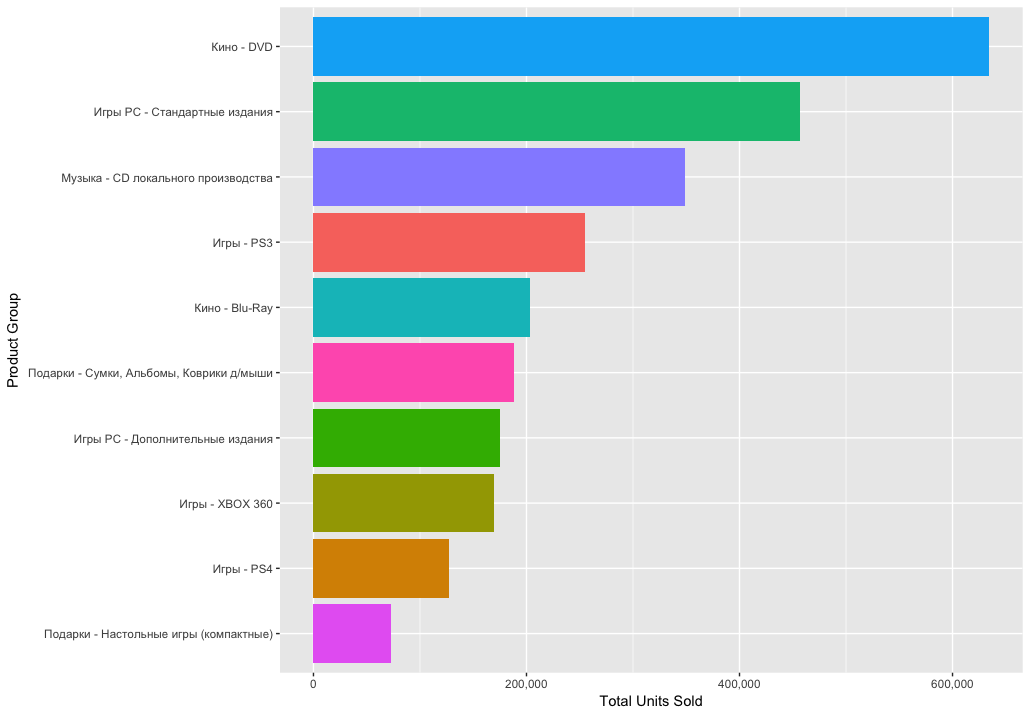 Product Group
Кино - DVD
Игры PC - Стандартные издания
Музыка - CD локального производства
Игры - PS3
Кино - Blu-Ray
Подарки - Сумки, Альбомы, Коврики д/мыши
Игры PC - Дополнительные издания
Игры - XBOX 360
Игры - PS4
Подарки - Настольные игры (компактные)
0 200,000 400,000 600,000
Total Units Sold